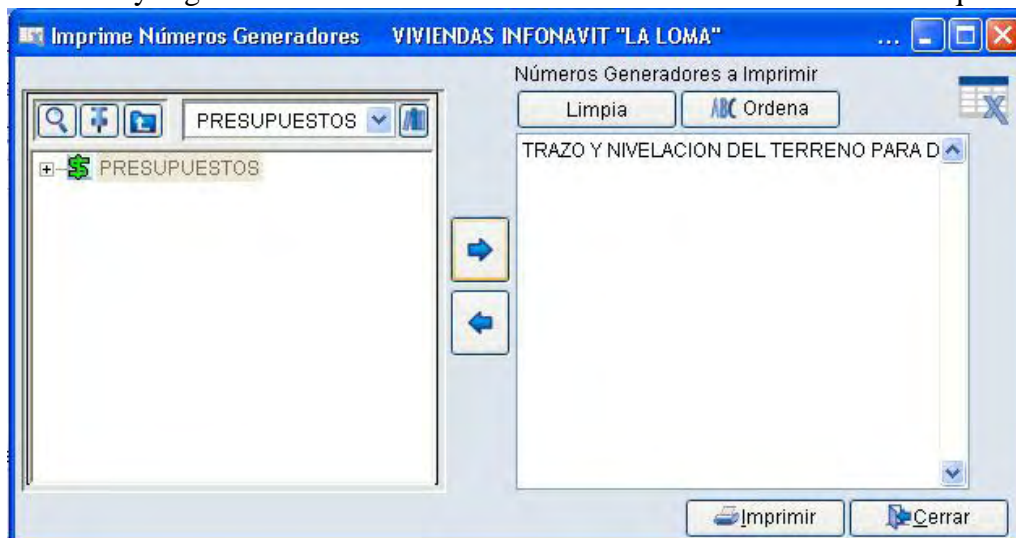 Imprime Números Generadores VIVIENDAS INFONAVIT "LA LOMA" ...
Números Generadores a Imprimir
PRESUPUESTOS
Limpia
ABC Ordena
PRESUPUESTOS
TRAZO Y NIVELACION DEL TERRENO PARA D
Imprimir
Cerrar